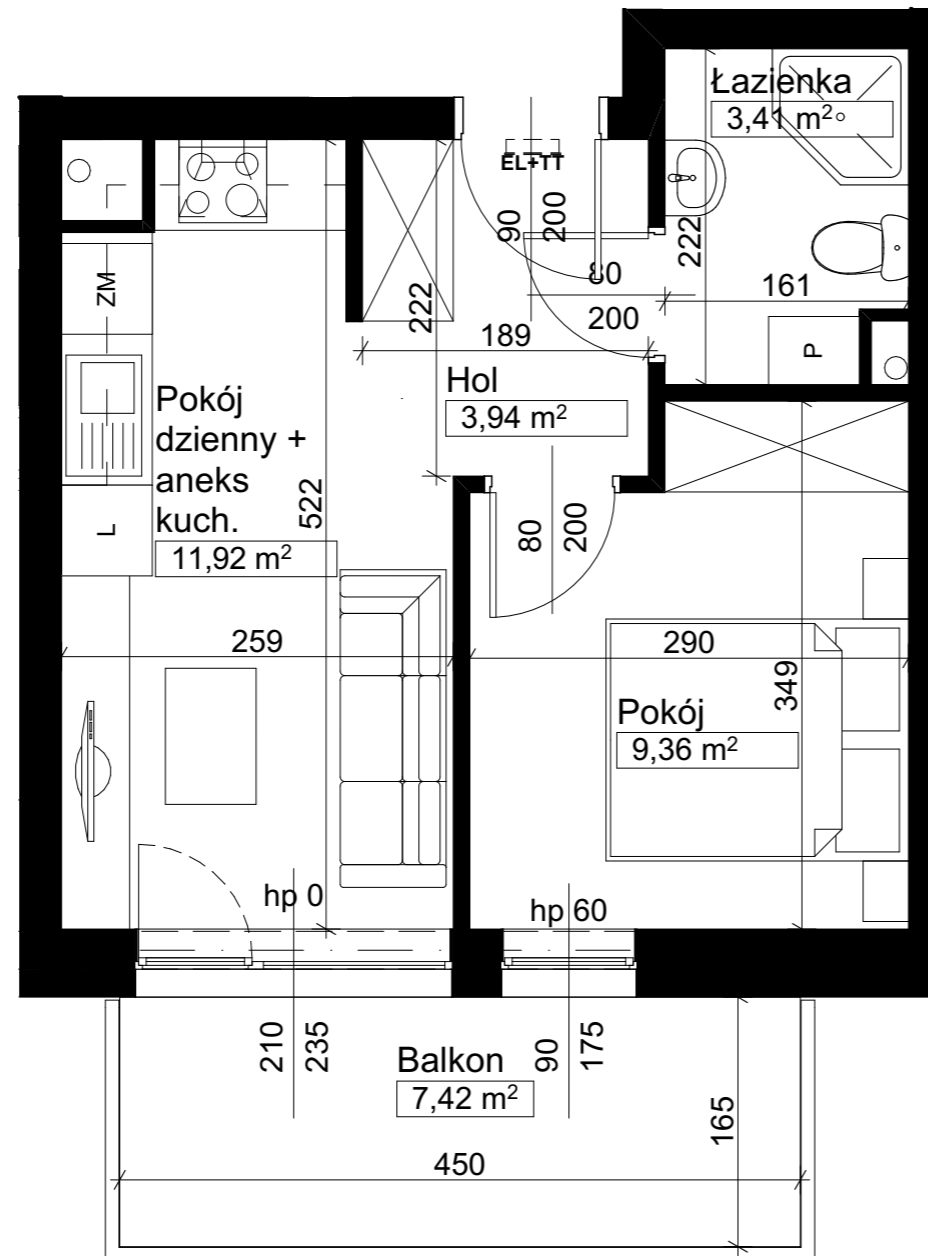 Łazienka
3,41 m²
EL+TT
90
200
80
200
222
161
P
ZM
222
189
Hol
3,94 m²
Pokój
dzienny +
aneks
kuch.
11,92 m²
522
L
80
200
259
290
349
Pokój
9,36 m²
hp 0
hp 60
210
235
Balkon
7,42 m²
90
175
165
450